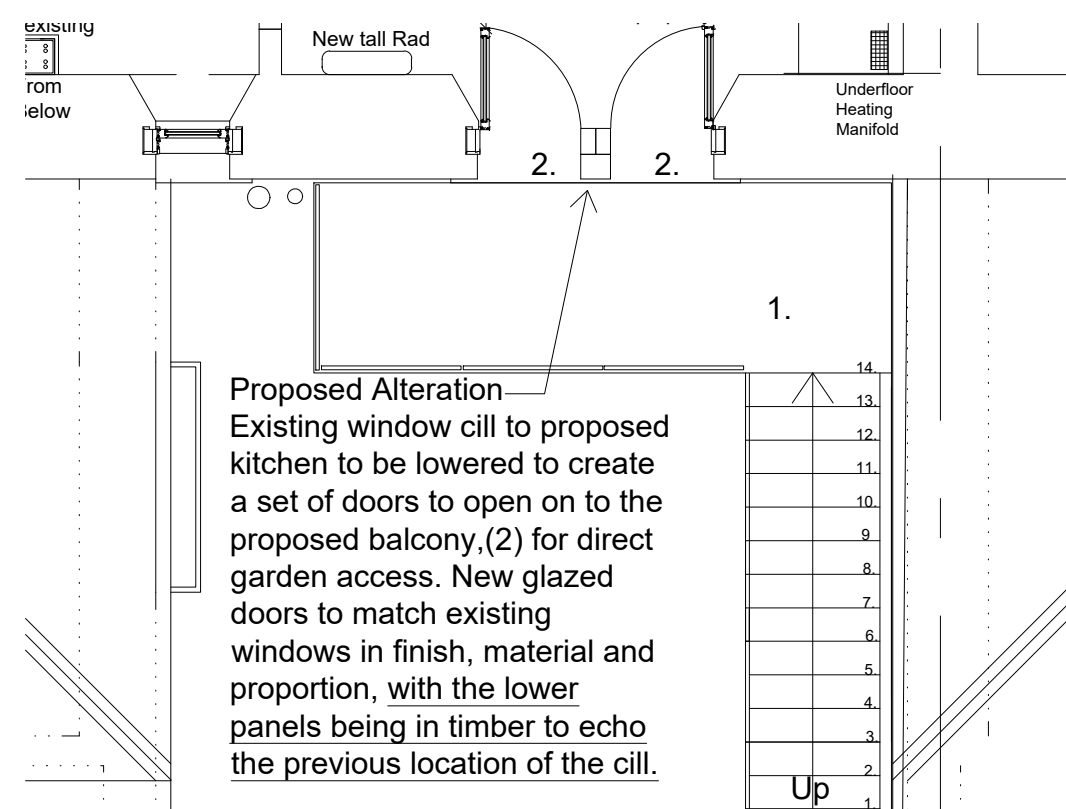 existing
New tall Rad
Below
Underfloor
Heating
Manifold
2.
2.
1.
Proposed Alteration
Existing window cill to proposed
kitchen to be lowered to create
a set of doors to open on to the
proposed balcony,(2) for direct
garden access. New glazed
doors to match existing
windows in finish, material and
proportion, with the lower
panels being in timber to echo
the previous location of the cill.
14.
13.
12.
11.
10.
9
8.
7.
6.
5.
4.
3.
2.
Up
1.